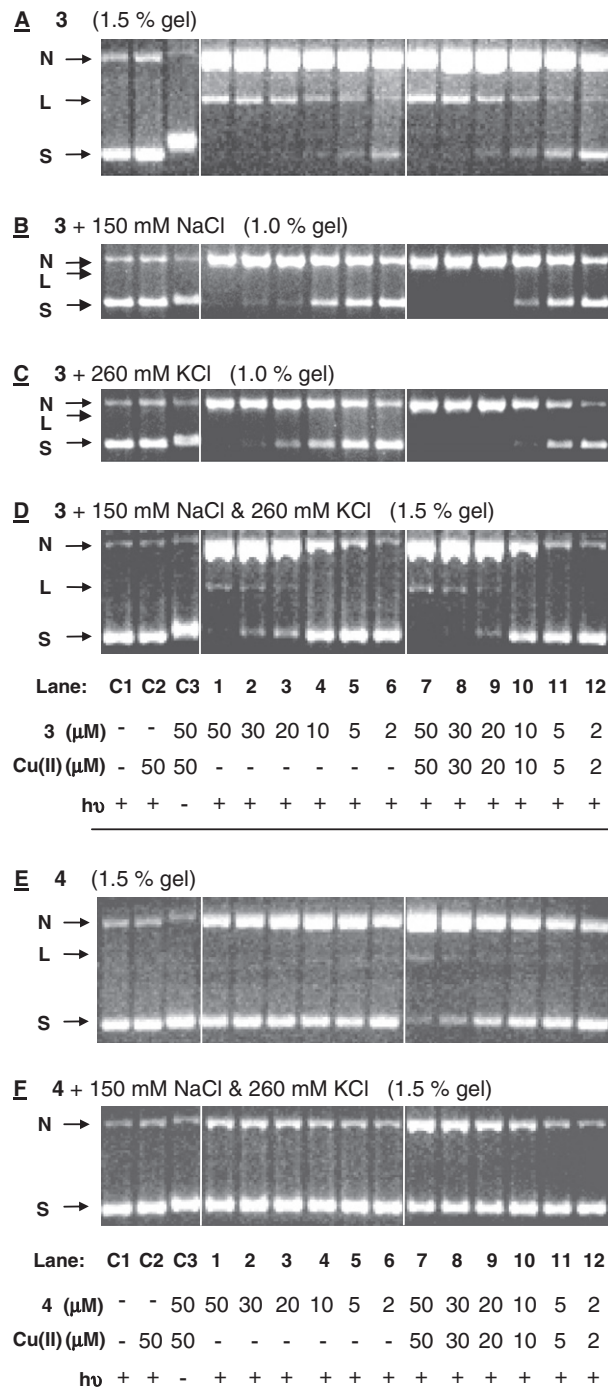 A 3 (1.5 % gel)
N
L
S
B 3 + 150 mM NaCl (1.0 % gel)
N
L
S
C 3 + 260 mM KCl (1.0 % gel)
N
L
S
D 3 + 150 mM NaCl & 260 mM KCl (1.5 % gel)
N
L
S
Lane: C1 C2 C3 1 2 3 4 5 6 7 8 9 10 11 12
3 (μM) - - 50 50 30 20 10 5 2 50 30 20 10 5 2
Cu(II) (μM) - 50 50 - - - - - - 50 30 20 10 5 2
hυ + + - + + + + + + + + + + + +
E 4 (1.5 % gel)
N
L
S
F 4 + 150 mM NaCl & 260 mM KCl (1.5 % gel)
N
S
Lane: C1 C2 C3 1 2 3 4 5 6 7 8 9 10 11 12
4 (μM) - - 50 50 30 20 10 5 2 50 30 20 10 5 2
Cu(II) (μM) - 50 50 - - - - - - 50 30 20 10 5 2
hυ + + - + + + + + + + + + + + +